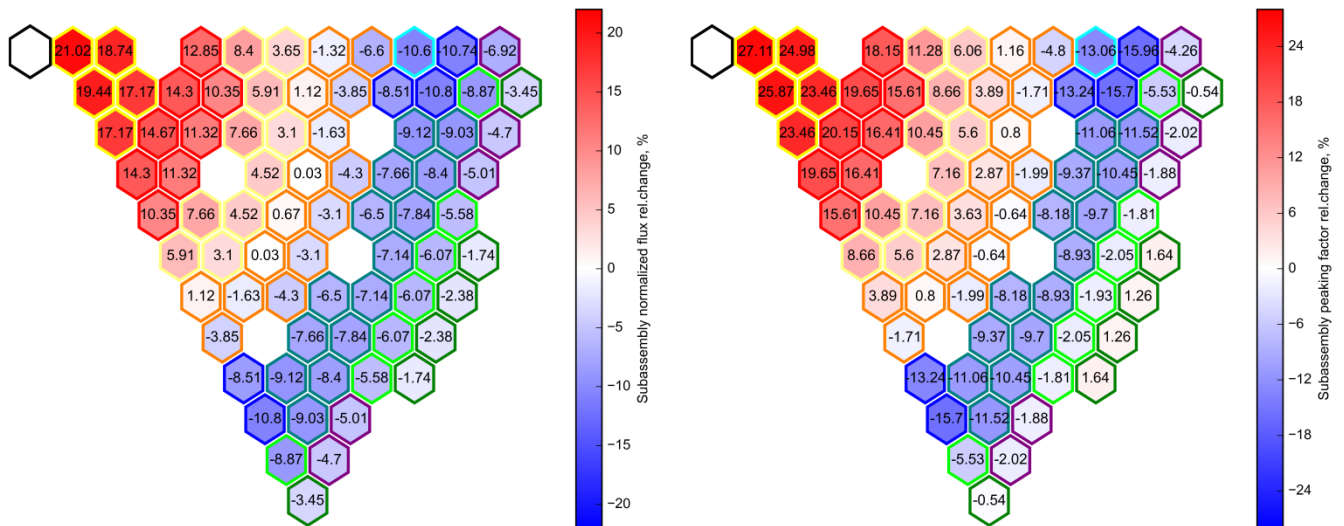 21.02 18.74 12.85 8.4 3.65 -1.32 -6.6 -10.6 -10.74 -6.92
19.44 17.17 14.3 10.35 5.91 1.12 -3.85 -8.51 -10.8 -8.87 -3.45
17.17 14.67 11.32 7.66 3.1 -1.63 -9.12 -9.03 -4.7
14.3 11.32 4.52 0.03 -4.3 -7.66 -8.4 -5.01
10.35 7.66 4.52 0.67 -3.1 -6.5 -7.84 -5.58
5.91 3.1 0.03 -3.1 -7.14 -6.07 -1.74
1.12 -1.63 -4.3 -6.5 -7.14 -6.07 -2.38
-3.85 -7.66 -7.84 -6.07 -2.38
-8.51 -9.12 -8.4 -5.58 -1.74
-10.8 -9.03 -5.01
-8.87 -4.7
-3.45
20
15
10
5
0
−5
−10
−15
−20
Subassembly normalized flux rel.change, %
27.11 24.98 18.15 11.28 6.06 1.16 -4.8 -13.06 -15.96 -4.26
25.87 23.46 19.65 15.61 8.66 3.89 -1.71 -13.24 -15.7 -5.53 -0.54
23.46 20.15 16.41 10.45 5.6 0.8 -11.06 -11.52 -2.02
19.65 16.41 7.16 2.87 -1.99 -9.37 -10.45 -1.88
15.61 10.45 7.16 3.63 -0.64 -8.18 -9.7 -1.81
8.66 5.6 2.87 -0.64 -8.93 -2.05 1.64
3.89 0.8 -1.99 -8.18 -8.93 -1.93 1.26
-1.71 -9.37 -9.7 -2.05 1.26
-13.24 -11.06 -10.45 -1.81 1.64
-15.7 -11.52 -1.88
-5.53 -2.02
-0.54
24
18
12
6
0
−6
−12
−18
−24
Subassembly peaking factor rel.change, %